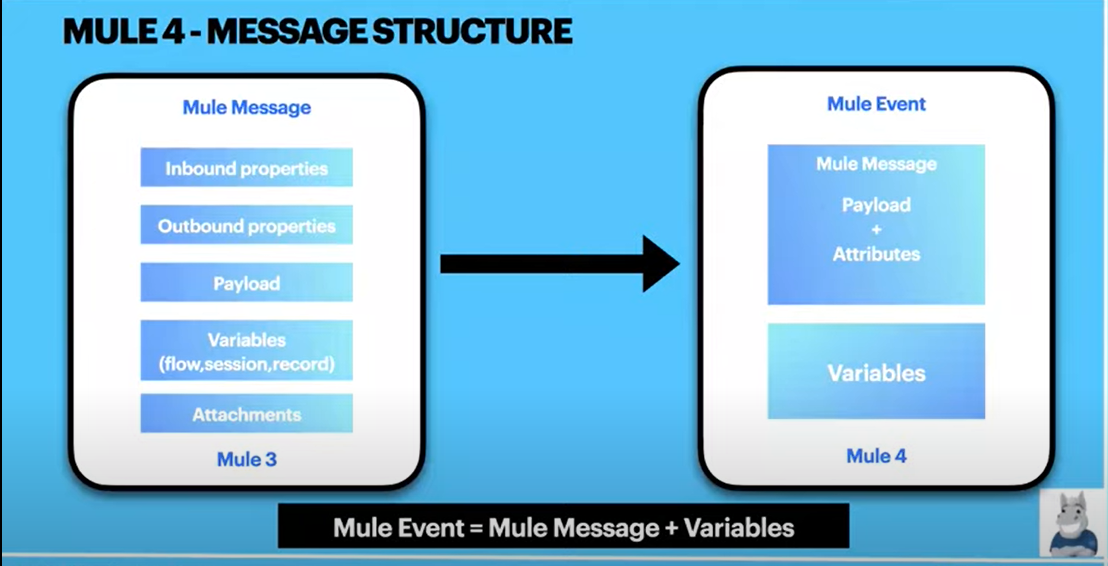 MULE 4 - MESSAGE STRUCTURE
Mule Message
Inbound properties
Outbound properties
Payload
Variables
(flow,session,record)
Attachments
Mule 3
Mule Event
Mule Message
Payload
+
Attributes
Variables
Mule 4
Mule Event = Mule Message + Variables